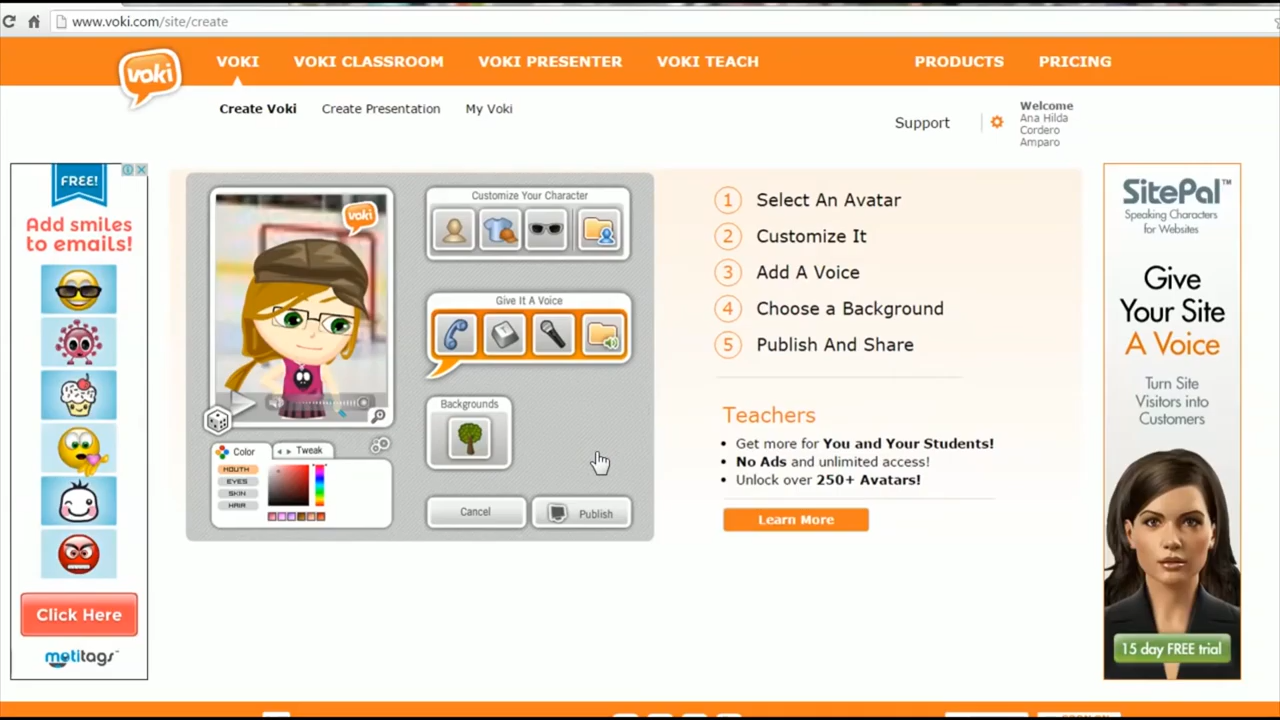 www.voki.com/site/create
voki
VOKI
VOKI CLASSROOM
VOKI PRESENTER
VOKI TEACH
PRODUCTS
PRICING
Create Voki
Create Presentation
My Voki
Support
Welcome
Ana Hilda
Cordero
Amparo
FREE!
Add smiles
to emails!
Click Here
metitags™
voki
Color
Tweak
MOUTH
EYES
SKIN
HAIR
Customize Your Character
Give It A Voice
Backgrounds
Cancel
Publish
1 Select An Avatar
2 Customize It
3 Add A Voice
4 Choose a Background
5 Publish And Share
Teachers
• Get more for You and Your Students!
• No Ads and unlimited access!
• Unlock over 250+ Avatars!
Learn More
SitePal™
Speaking Characters
for Websites
Give
Your Site
A Voice
Turn Site
Visitors into
Customers
15 day FREE trial